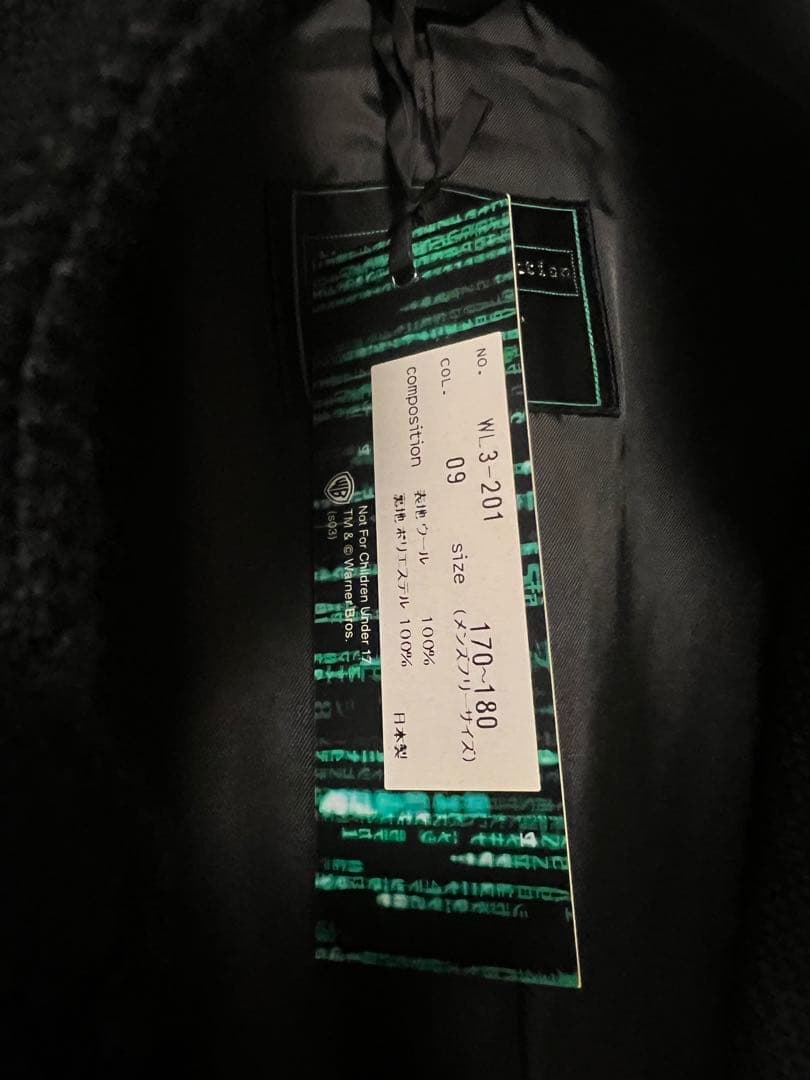 NO. WL3-201
COL. 09 size 170~180
(メンズフリーサイズ)
composition 表地 ウール 100%
裏地 ポリエステル 100% 日本製
Not For Children Under 17
TM & © Warner Bros.
(s03)
WB